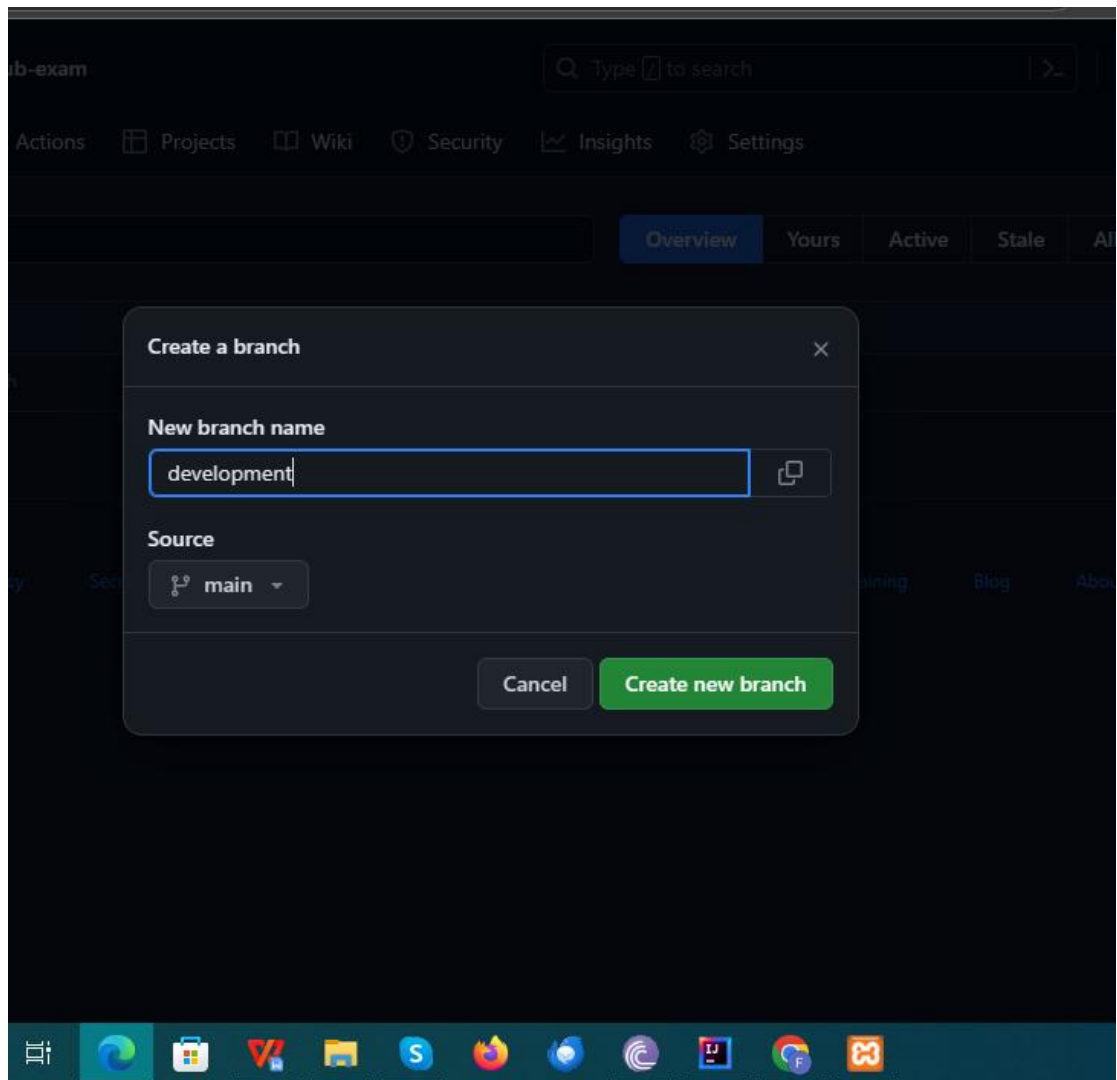 ub-exam
Type / to search
Actions Projects Wiki Security Insights Settings
Overview Yours Active Stale All
Create a branch
New branch name
development
Source
main
Blog
Cancel Create new branch